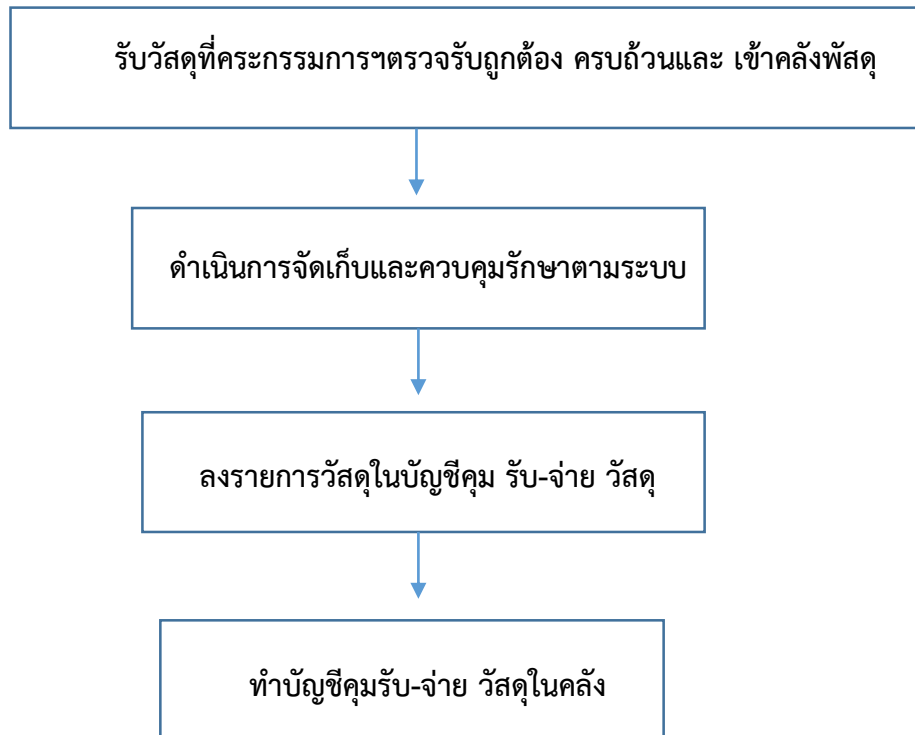 รับวัสดุที่คระกรรมการฯตรวจรับถูกต้อง ครบถ้วนและ เข้าคลังพัสดุ
ดำเนินการจัดเก็บและควบคุมรักษาตามระบบ
ลงรายการวัสดุในบัญชีคุม รับ-จ่าย วัสดุ
ทำบัญชีคุมรับ-จ่าย วัสดุในคลัง